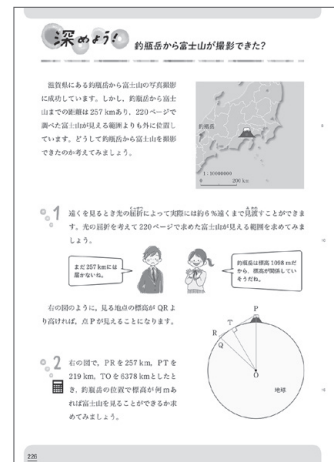 深めよう！
釣瓶岳から富士山が撮影できた？
滋賀県にある釣瓶岳から富士山の写真撮影
に成功しています。しかし，釣瓶岳から富士
山までの距離は257 kmあり，220ページで
調べた富士山が見える範囲よりも外に位置し
ています。どうして釣瓶岳から富士山を撮影
できたのか考えてみましょう。
釣瓶岳
0
200 km
1 遠くを見るとき光の屈折によって実際には約6％遠くまで見渡すことができま
す。光の屈折を考えて220ページで求めた富士山が見える範囲を求めてみま
しょう。
まだ257 kmには
届かないね。
釣瓶岳は標高1098 mだ
から，標高が関係してい
そうだね。
右の図のように，見る地点の標高がQRよ
り高ければ，点Pが見えることになります。
2 右の図で，PRを257 km，PTを
219 km，TOを6378 kmとしたと
き，釣瓶岳の位置で標高が何mあ
れば富士山を見ることができるか求
めてみましょう。
P
T
R
Q
O
地球
226